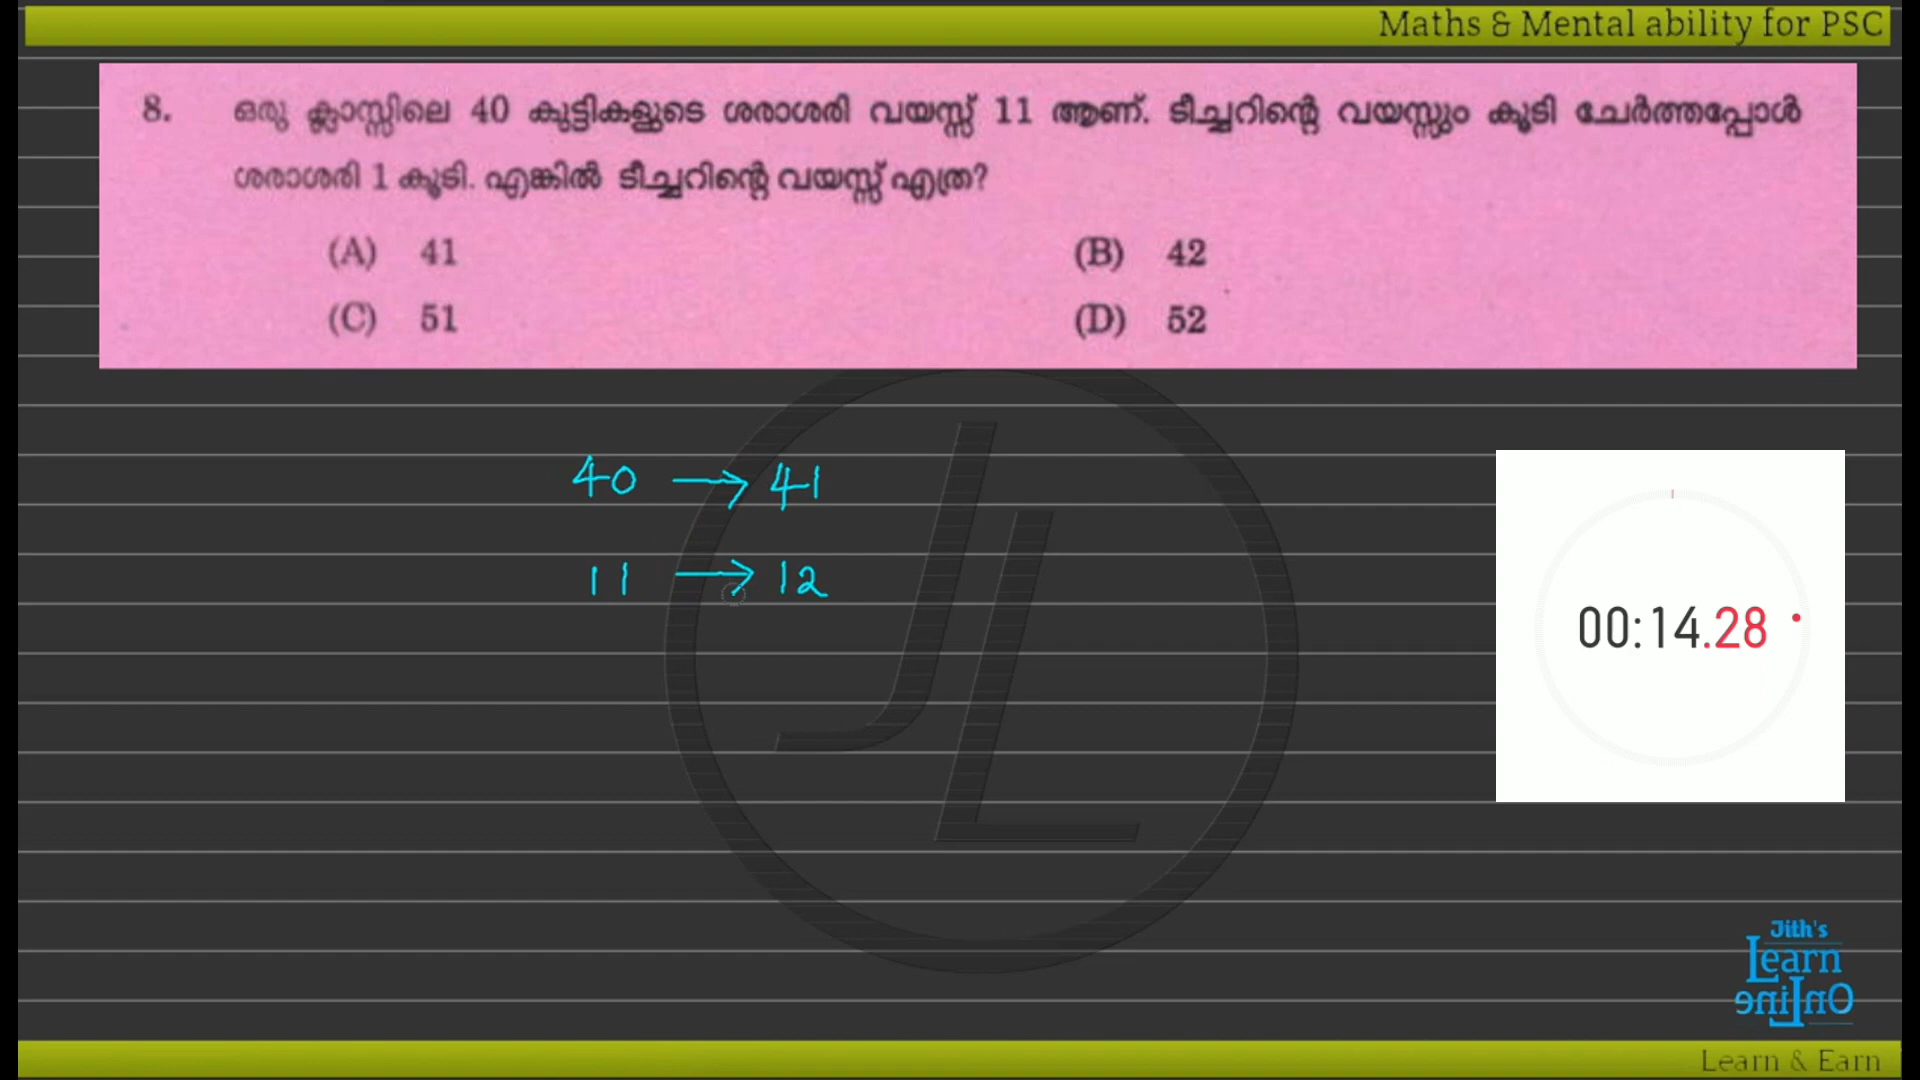 Maths & Mental ability for PSC
8. ഒരു ക്ലാസ്സിലെ 40 കുട്ടികളുടെ ശരാശരി വയസ്സ് 11 ആണ്. ടീച്ചറിന്റെ വയസ്സും കൂടി ചേർത്തപ്പോൾ
ശരാശരി 1 കൂടി. എങ്കിൽ ടീച്ചറിന്റെ വയസ്സ് എത്ര?
(A) 41 (B) 42
(C) 51 (D) 52
40 → 41
11 → 12
00:14.28
JL
Jith's
Learn
OnLine
Learn & Earn